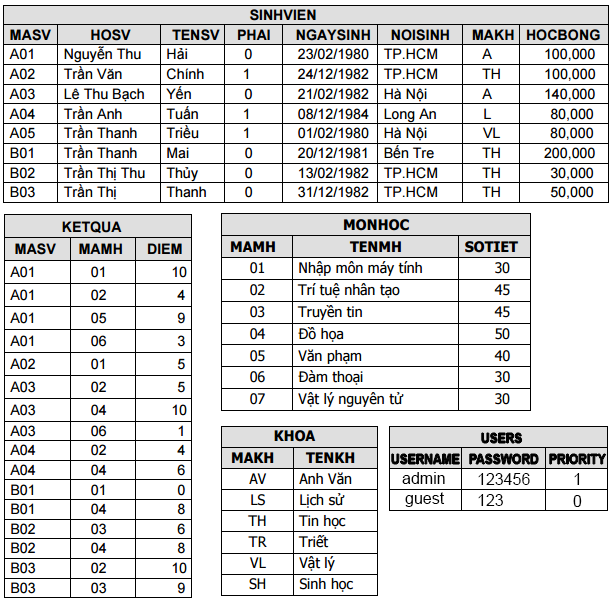 SINHVIEN
MASV HOSV TENSV PHAI NGAYSINH NOISINH MAKH HOCBONG
A01 Nguyễn Thu Hải 0 23/02/1980 TP.HCM A 100,000
A02 Trần Văn Chính 1 24/12/1982 TP.HCM TH 100,000
A03 Lê Thu Bạch Yến 0 21/02/1982 Hà Nội A 140,000
A04 Trần Anh Tuấn 1 08/12/1984 Long An L 80,000
A05 Trần Thanh Triều 1 01/02/1980 Hà Nội VL 80,000
B01 Trần Thanh Mai 0 20/12/1981 Bến Tre TH 200,000
B02 Trần Thị Thu Thủy 0 13/02/1982 TP.HCM TH 30,000
B03 Trần Thị Thanh 0 31/12/1982 TP.HCM TH 50,000
KETQUA
MASV MAMH DIEM
A01 01 10
A01 02 4
A01 05 9
A01 06 3
A02 01 5
A03 02 5
A03 04 10
A03 06 1
A04 02 4
A04 04 6
B01 01 0
B01 04 8
B02 03 6
B02 04 8
B03 02 10
B03 03 9
MONHOC
MAMH TENMH SOTIET
01 Nhập môn máy tính 30
02 Trí tuệ nhân tạo 45
03 Truyền tin 45
04 Đồ họa 50
05 Văn phạm 40
06 Đàm thoại 30
07 Vật lý nguyên tử 30
KHOA
MAKH TENKH
AV Anh Văn
LS Lịch sử
TH Tin học
TR Triết
VL Vật lý
SH Sinh học
USERS
USERNAME PASSWORD PRIORITY
admin 123456 1
guest 123 0